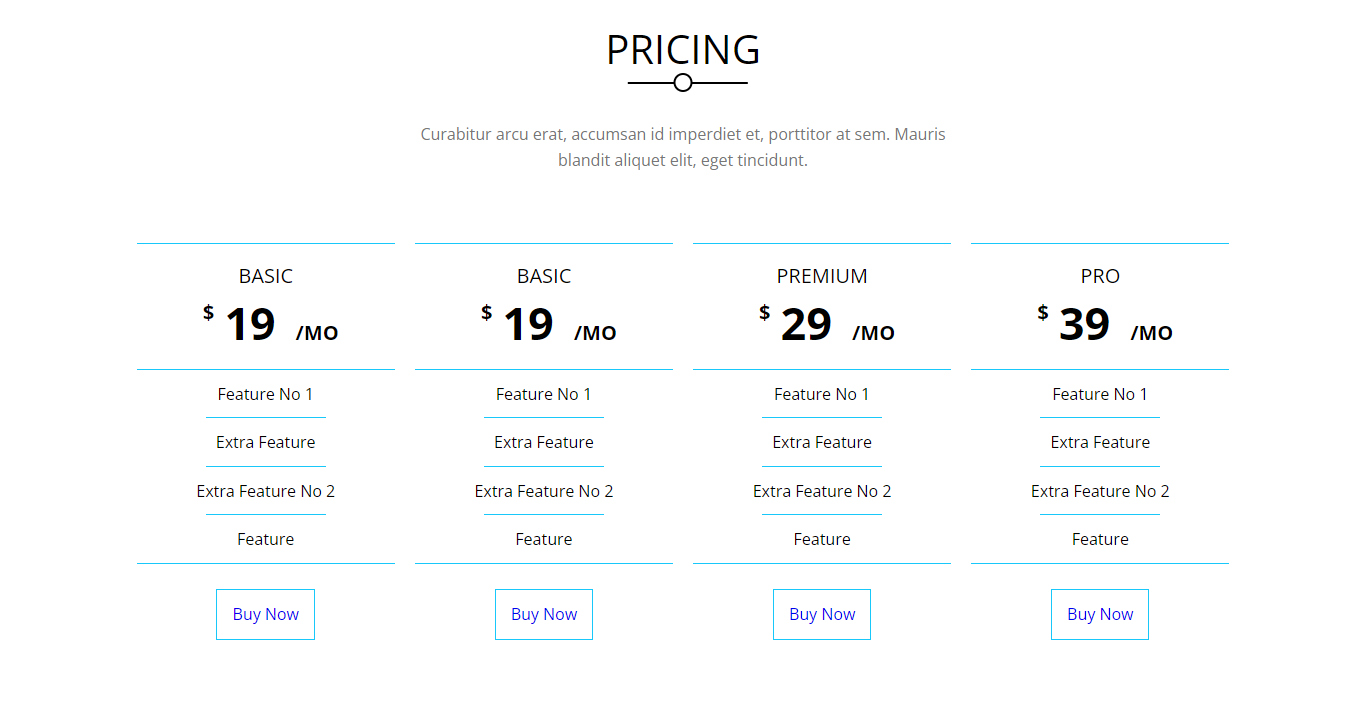 PRICING
Curabitur arcu erat, accumsan id imperdiet et, porttitor at sem. Mauris
blandit aliquet elit, eget tincidunt.
BASIC
$ 19 /MO
Feature No 1
Extra Feature
Extra Feature No 2
Feature
Buy Now
BASIC
$ 19 /MO
Feature No 1
Extra Feature
Extra Feature No 2
Feature
Buy Now
PREMIUM
$ 29 /MO
Feature No 1
Extra Feature
Extra Feature No 2
Feature
Buy Now
PRO
$ 39 /MO
Feature No 1
Extra Feature
Extra Feature No 2
Feature
Buy Now